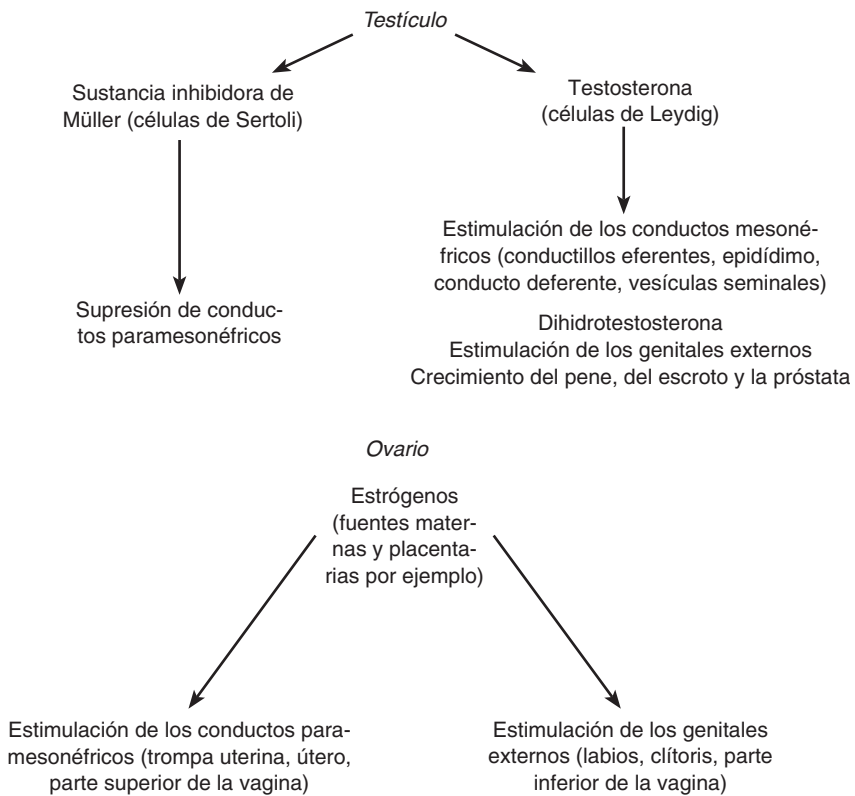 Testículo
Sustancia inhibidora de
Müller (células de Sertoli)
Testosterona
(células de Leydig)
Estimulación de los conductos mesoné-
fricos (conductillos eferentes, epidídimo,
conducto deferente, vesículas seminales)
Supresión de conduc-
tos paramesonéfricos
Dihidrotestosterona
Estimulación de los genitales externos
Crecimiento del pene, del escroto y la próstata
Ovario
Estrógenos
(fuentes mater-
nas y placenta-
rias por ejemplo)
Estimulación de los conductos para-
mesonéfricos (trompa uterina, útero,
parte superior de la vagina)
Estimulación de los genitales
externos (labios, clítoris, parte
inferior de la vagina)